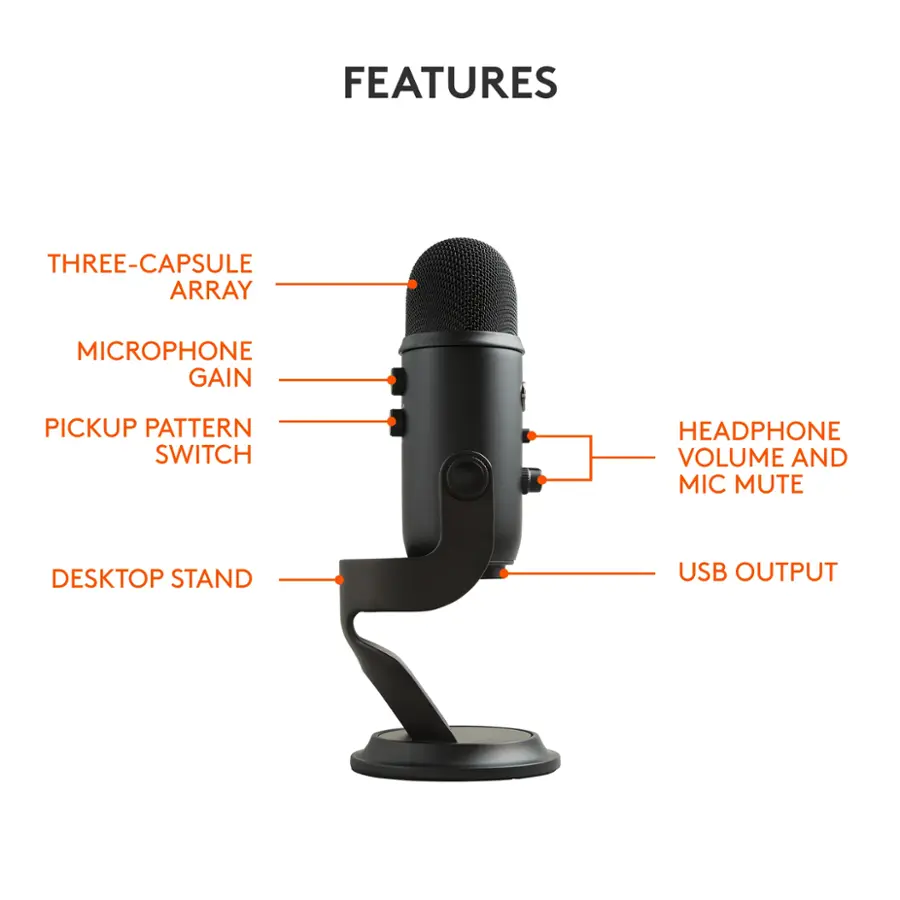 FEATURES
THREE-CAPSULE
ARRAY
MICROPHONE
GAIN
PICKUP PATTERN
SWITCH
DESKTOP STAND
HEADPHONE
VOLUME AND
MIC MUTE
USB OUTPUT